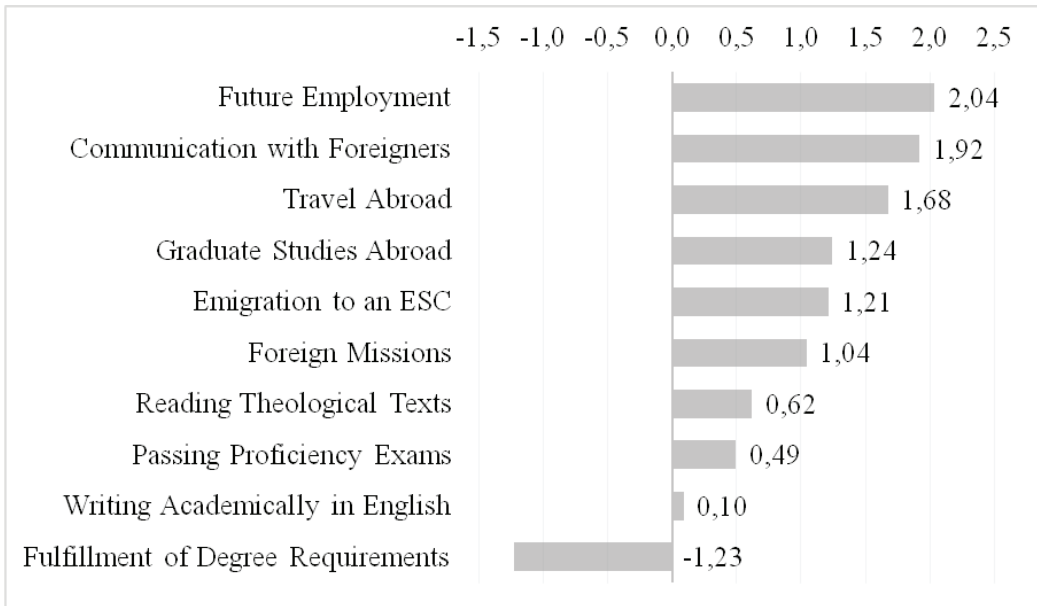 -1,5 -1,0 -0,5 0,0 0,5 1,0 1,5 2,0 2,5
Future Employment 2,04
Communication with Foreigners 1,92
Travel Abroad 1,68
Graduate Studies Abroad 1,24
Emigration to an ESC 1,21
Foreign Missions 1,04
Reading Theological Texts 0,62
Passing Proficiency Exams 0,49
Writing Academically in English 0,10
Fulfillment of Degree Requirements -1,23